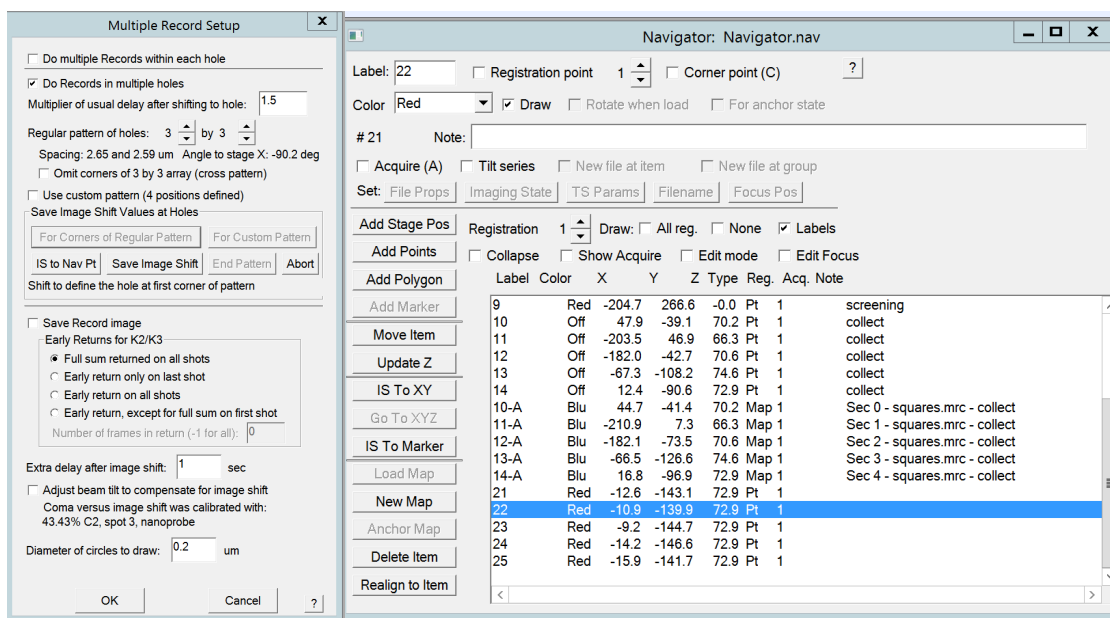 Multiple Record Setup
X
Do multiple Records within each hole
Do Records in multiple holes
Multiplier of usual delay after shifting to hole: 1.5
Regular pattern of holes: 3 by 3
Spacing: 2.65 and 2.59 um Angle to stage X: -90.2 deg
Omit corners of 3 by 3 array (cross pattern)
Use custom pattern (4 positions defined)
Save Image Shift Values at Holes
For Corners of Regular Pattern For Custom Pattern
IS to Nav Pt Save Image Shift End Pattern Abort
Shift to define the hole at first corner of pattern
Save Record image
Early Returns for K2/K3
Full sum returned on all shots
Early return only on last shot
Early return on all shots
Early return, except for full sum on first shot
Number of frames in return (-1 for all): 0
Extra delay after image shift: 1 sec
Adjust beam tilt to compensate for image shift
Coma versus image shift was calibrated with:
43.43% C2, spot 3, nanoprobe
Diameter of circles to draw: 0.2 um
OK Cancel ?
Navigator: Navigator.nav
X
Label: 22 Registration point 1 Corner point (C) ?
Color Red Draw Rotate when load For anchor state
# 21 Note:
Acquire (A) Tilt series New file at item New file at group
Set: File Props Imaging State TS Params Filename Focus Pos
Add Stage Pos
Add Points
Add Polygon
Add Marker
Move Item
Update Z
IS To XY
Go To XYZ
IS To Marker
Load Map
New Map
Anchor Map
Delete Item
Realign to Item
Registration 1 Draw: All reg. None Labels
Collapse Show Acquire Edit mode Edit Focus
Label Color X Y Z Type Reg. Acq. Note
9 Red -204.7 266.6 -0.0 Pt 1 screening
10 Off 47.9 -39.1 70.2 Pt 1 collect
11 Off -203.5 46.9 66.3 Pt 1 collect
12 Off -182.0 -42.7 70.6 Pt 1 collect
13 Off -67.3 -108.2 74.6 Pt 1 collect
14 Off 12.4 -90.6 72.9 Pt 1 collect
10-A Blu 44.7 -41.4 70.2 Map 1 Sec 0 - squares.mrc - collect
11-A Blu -210.9 7.3 66.3 Map 1 Sec 1 - squares.mrc - collect
12-A Blu -182.1 -73.5 70.6 Map 1 Sec 2 - squares.mrc - collect
13-A Blu -66.5 -126.6 74.6 Map 1 Sec 3 - squares.mrc - collect
14-A Blu 16.8 -96.9 72.9 Map 1 Sec 4 - squares.mrc - collect
21 Red -12.6 -143.1 72.9 Pt 1
22 Red -10.9 -139.9 72.9 Pt 1
23 Red -9.2 -144.7 72.9 Pt 1
24 Red -14.2 -146.6 72.9 Pt 1
25 Red -15.9 -141.7 72.9 Pt 1